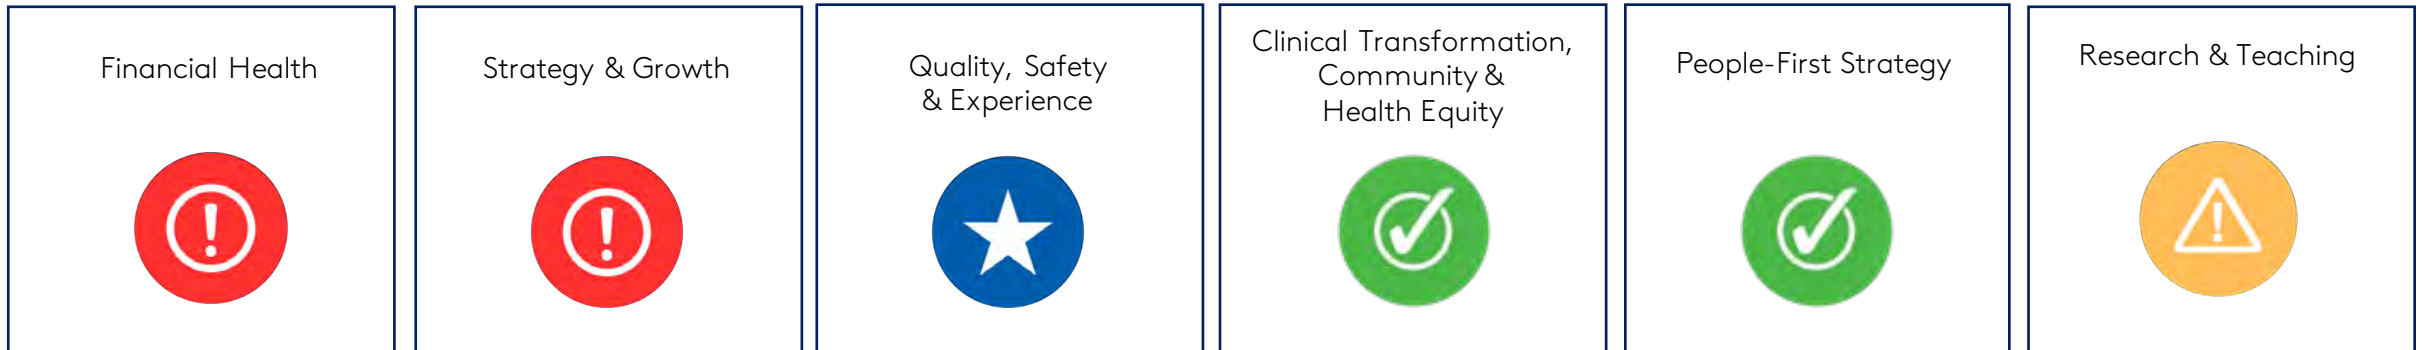 Financial Health
Strategy & Growth
Quality, Safety
& Experience
Clinical Transformation,
Community &
Health Equity
People-First Strategy
Research & Teaching